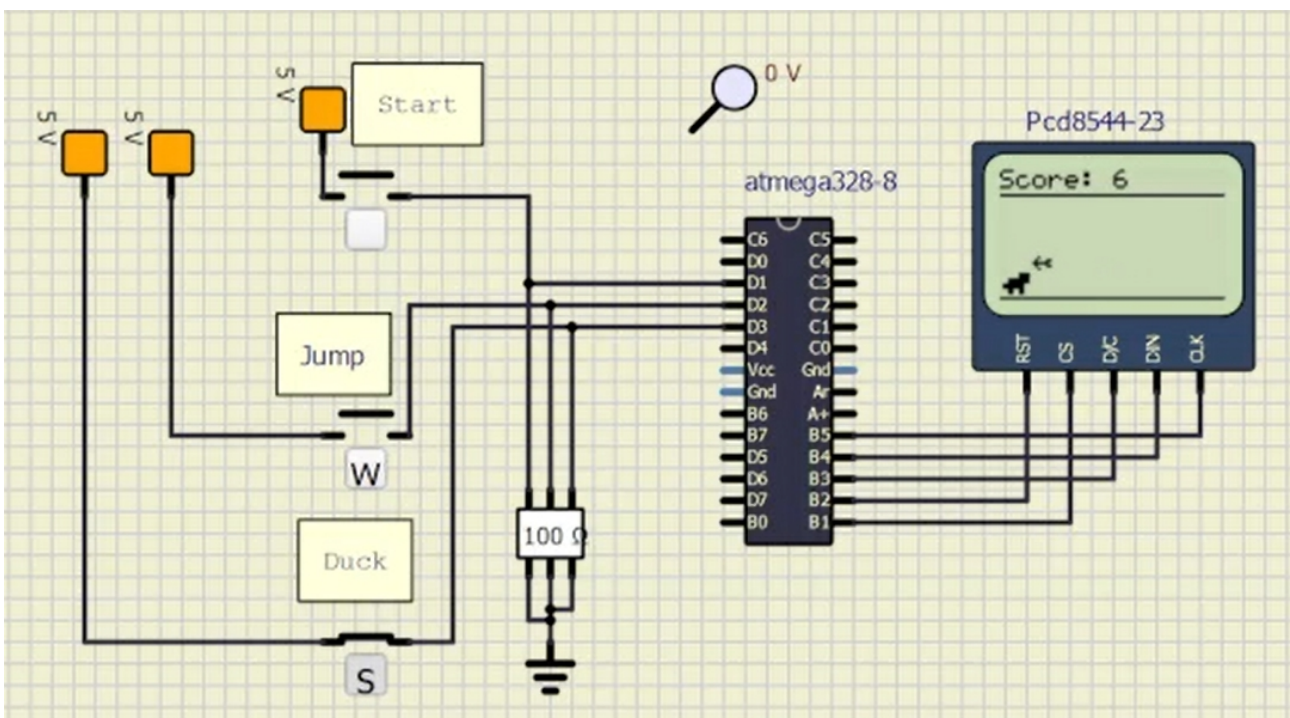 5 V
5 V
5 V
Start
0 V
Pcd8544-23
Score: 6
RST
CS
D/C
DIN
CLK
atmega328-8
C6 C5
D0 C4
D1 C3
D2 C2
D3 C1
D4 C0
Vcc Gnd
Gnd Ar
B6 A+
B7 B5
D5 B4
D6 B3
D7 B2
B0 B1
Jump
W
100 Ω
Duck
S